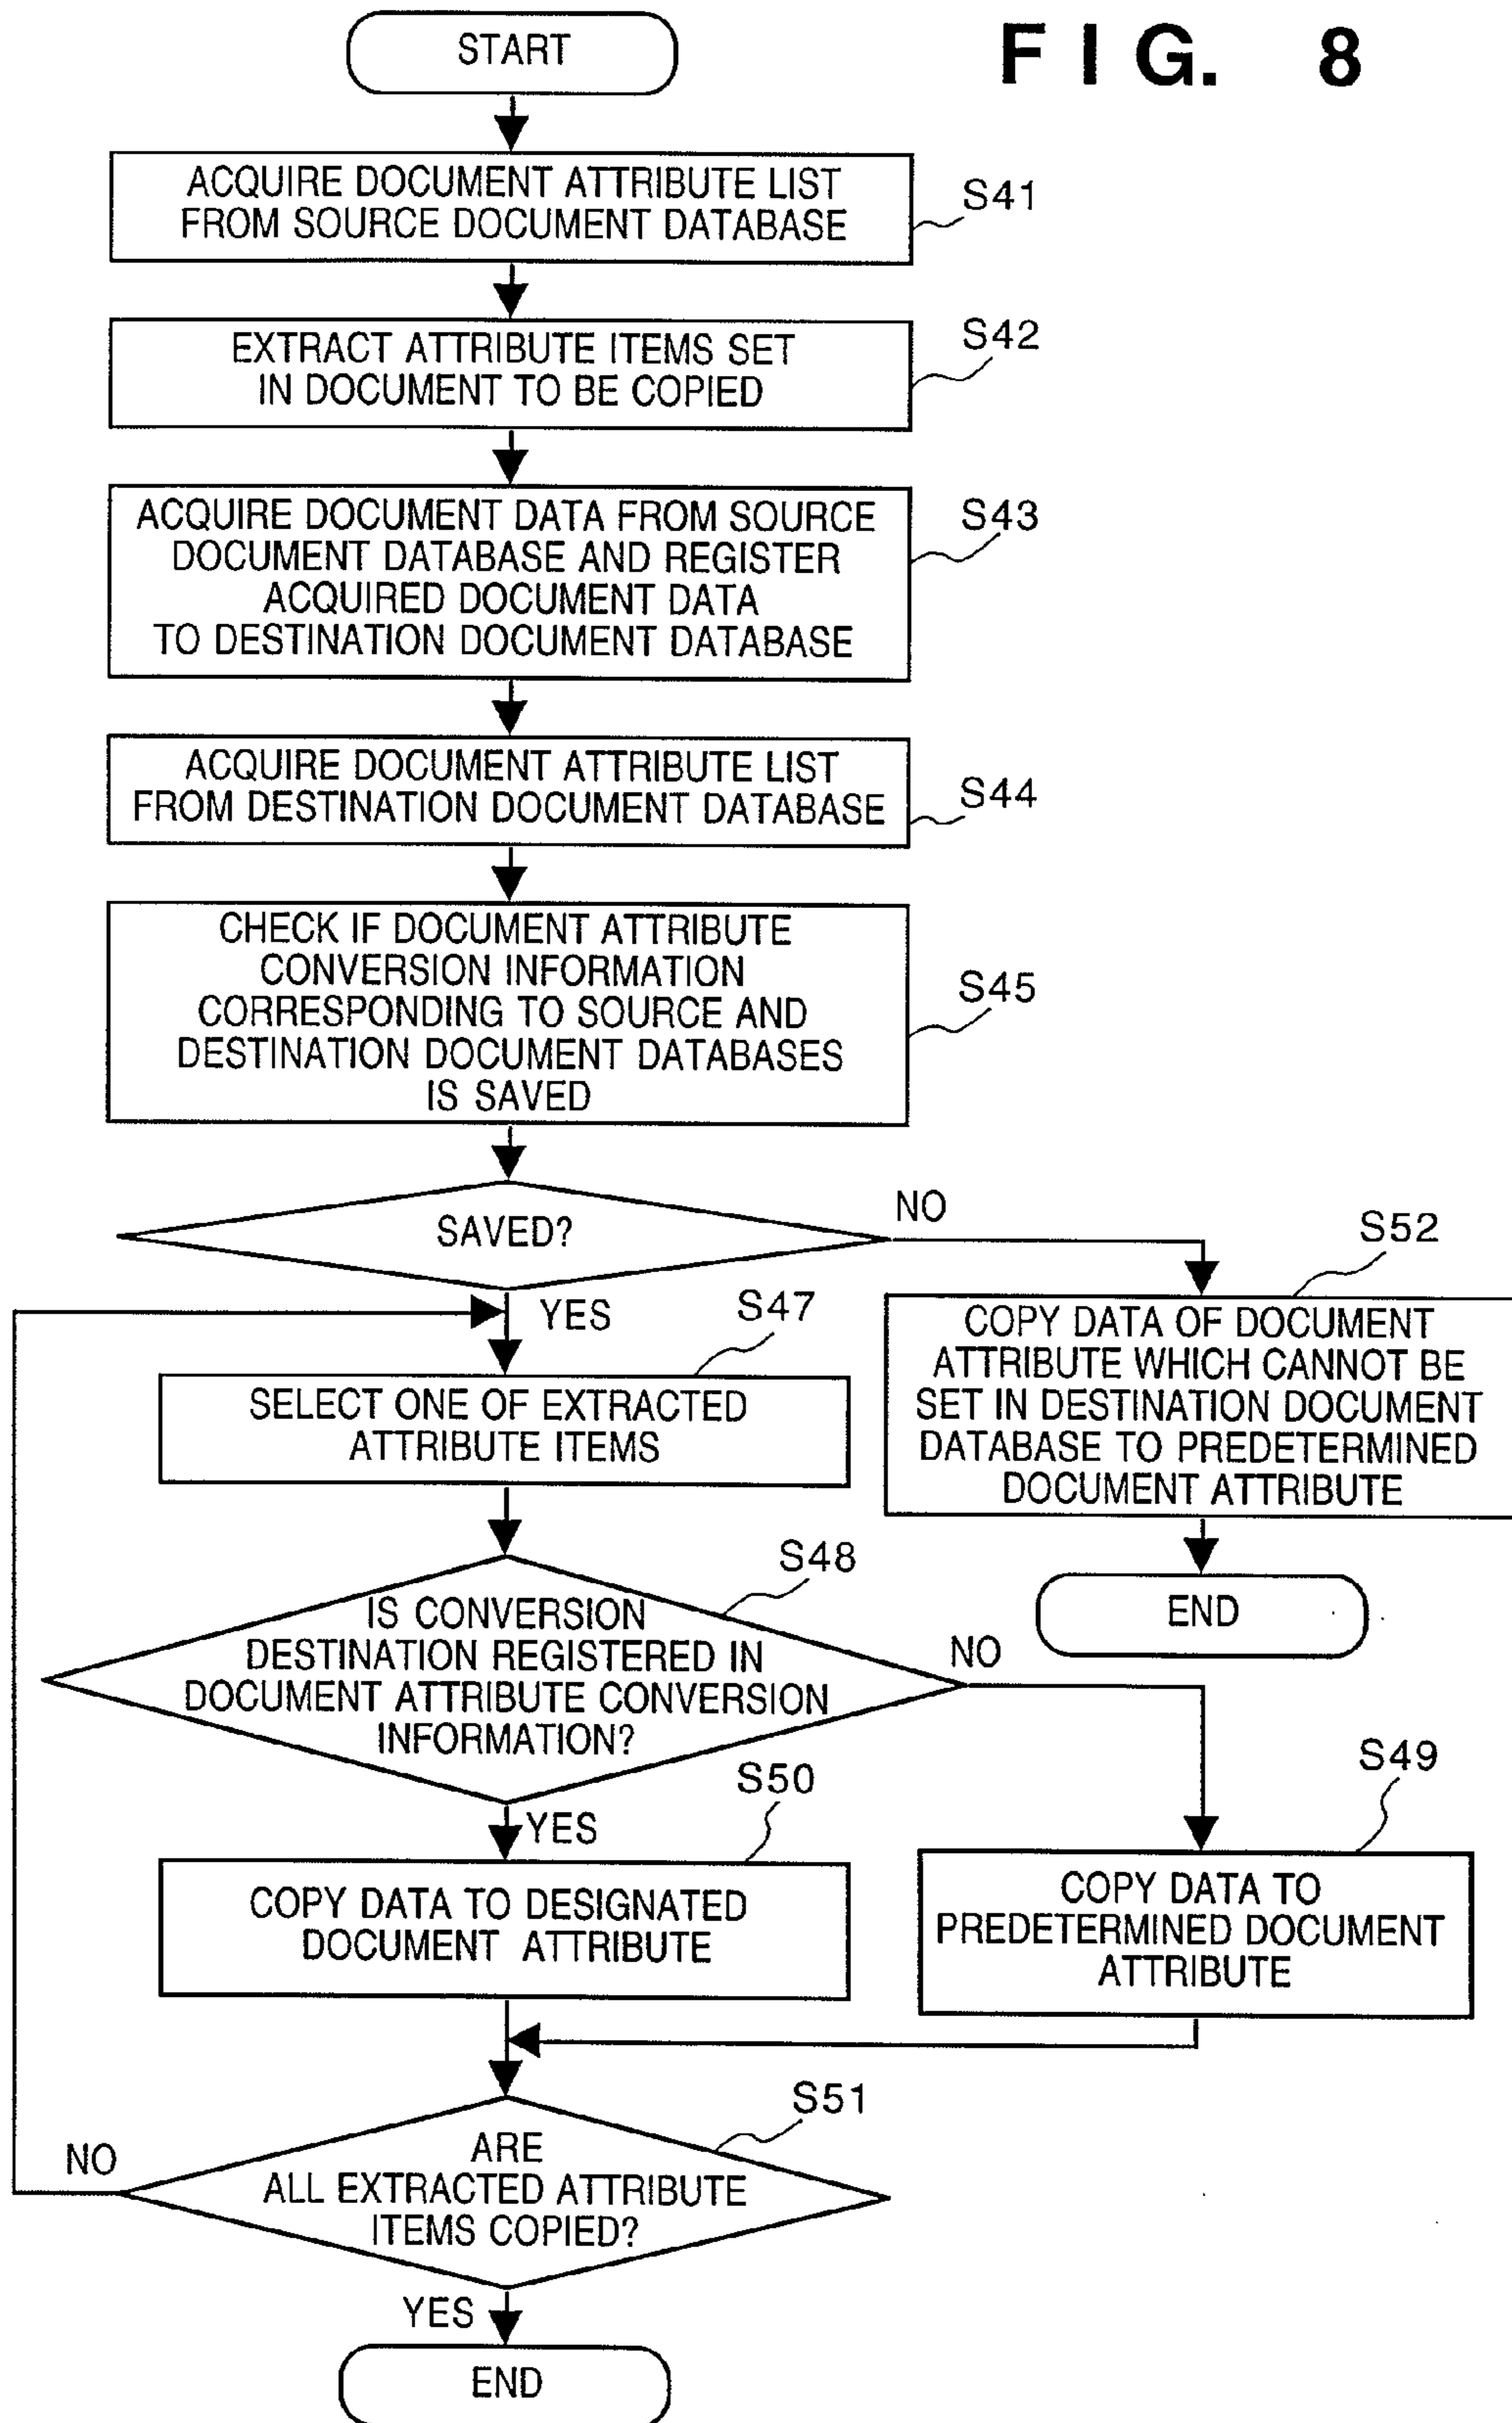 FIG. 8
START
ACQUIRE DOCUMENT ATTRIBUTE LIST
FROM SOURCE DOCUMENT DATABASE
S41
EXTRACT ATTRIBUTE ITEMS SET
IN DOCUMENT TO BE COPIED
S42
ACQUIRE DOCUMENT DATA FROM SOURCE
DOCUMENT DATABASE AND REGISTER
ACQUIRED DOCUMENT DATA
TO DESTINATION DOCUMENT DATABASE
S43
ACQUIRE DOCUMENT ATTRIBUTE LIST
FROM DESTINATION DOCUMENT DATABASE
S44
CHECK IF DOCUMENT ATTRIBUTE
CONVERSION INFORMATION
CORRESPONDING TO SOURCE AND
DESTINATION DOCUMENT DATABASES
IS SAVED
S45
SAVED?
NO
YES
S52
COPY DATA OF DOCUMENT
ATTRIBUTE WHICH CANNOT BE
SET IN DESTINATION DOCUMENT
DATABASE TO PREDETERMINED
DOCUMENT ATTRIBUTE
END
S47
SELECT ONE OF EXTRACTED
ATTRIBUTE ITEMS
S48
IS CONVERSION
DESTINATION REGISTERED IN
DOCUMENT ATTRIBUTE CONVERSION
INFORMATION?
NO
YES
S50
COPY DATA TO DESIGNATED
DOCUMENT ATTRIBUTE
S49
COPY DATA TO
PREDETERMINED DOCUMENT
ATTRIBUTE
S51
ARE
ALL EXTRACTED ATTRIBUTE
ITEMS COPIED?
NO
YES
END